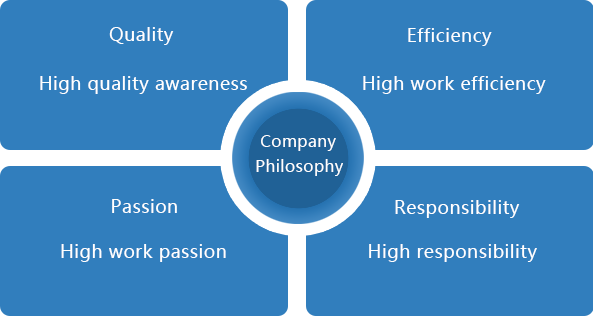 Quality
High quality awareness
Efficiency
High work efficiency
Company
Philosophy
Passion
High work passion
Responsibility
High responsibility